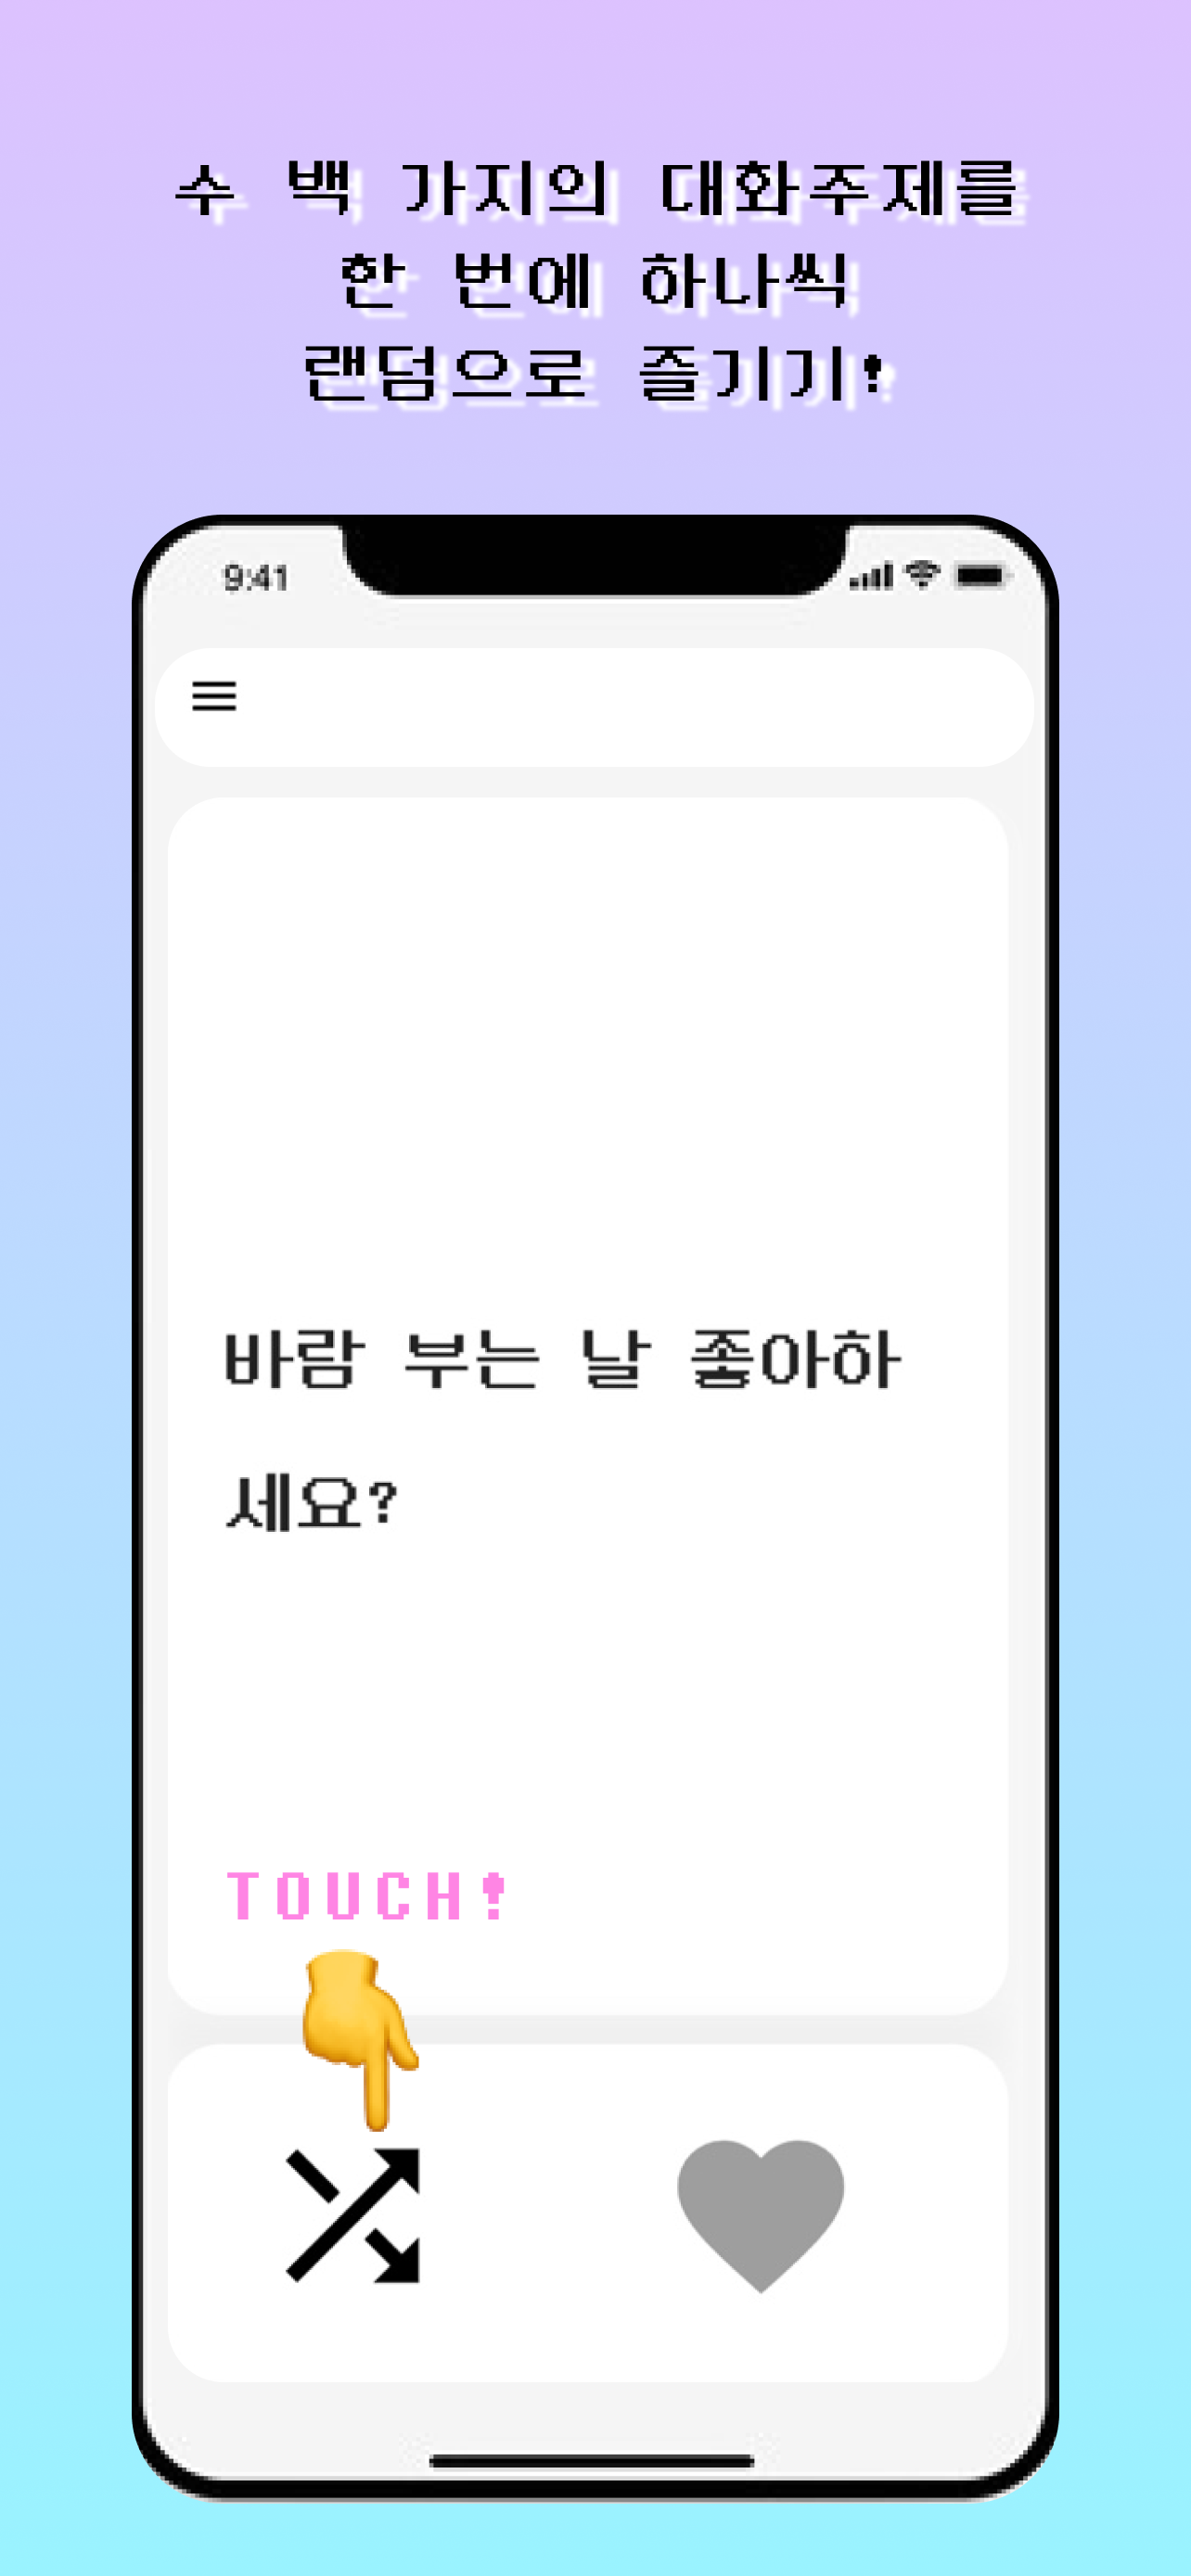 수 백 가지의 대화주제를
한 번에 하나씩
랜덤으로 즐기기!
9:41
바람 부는 날 좋아하
세요?
TOUCH!